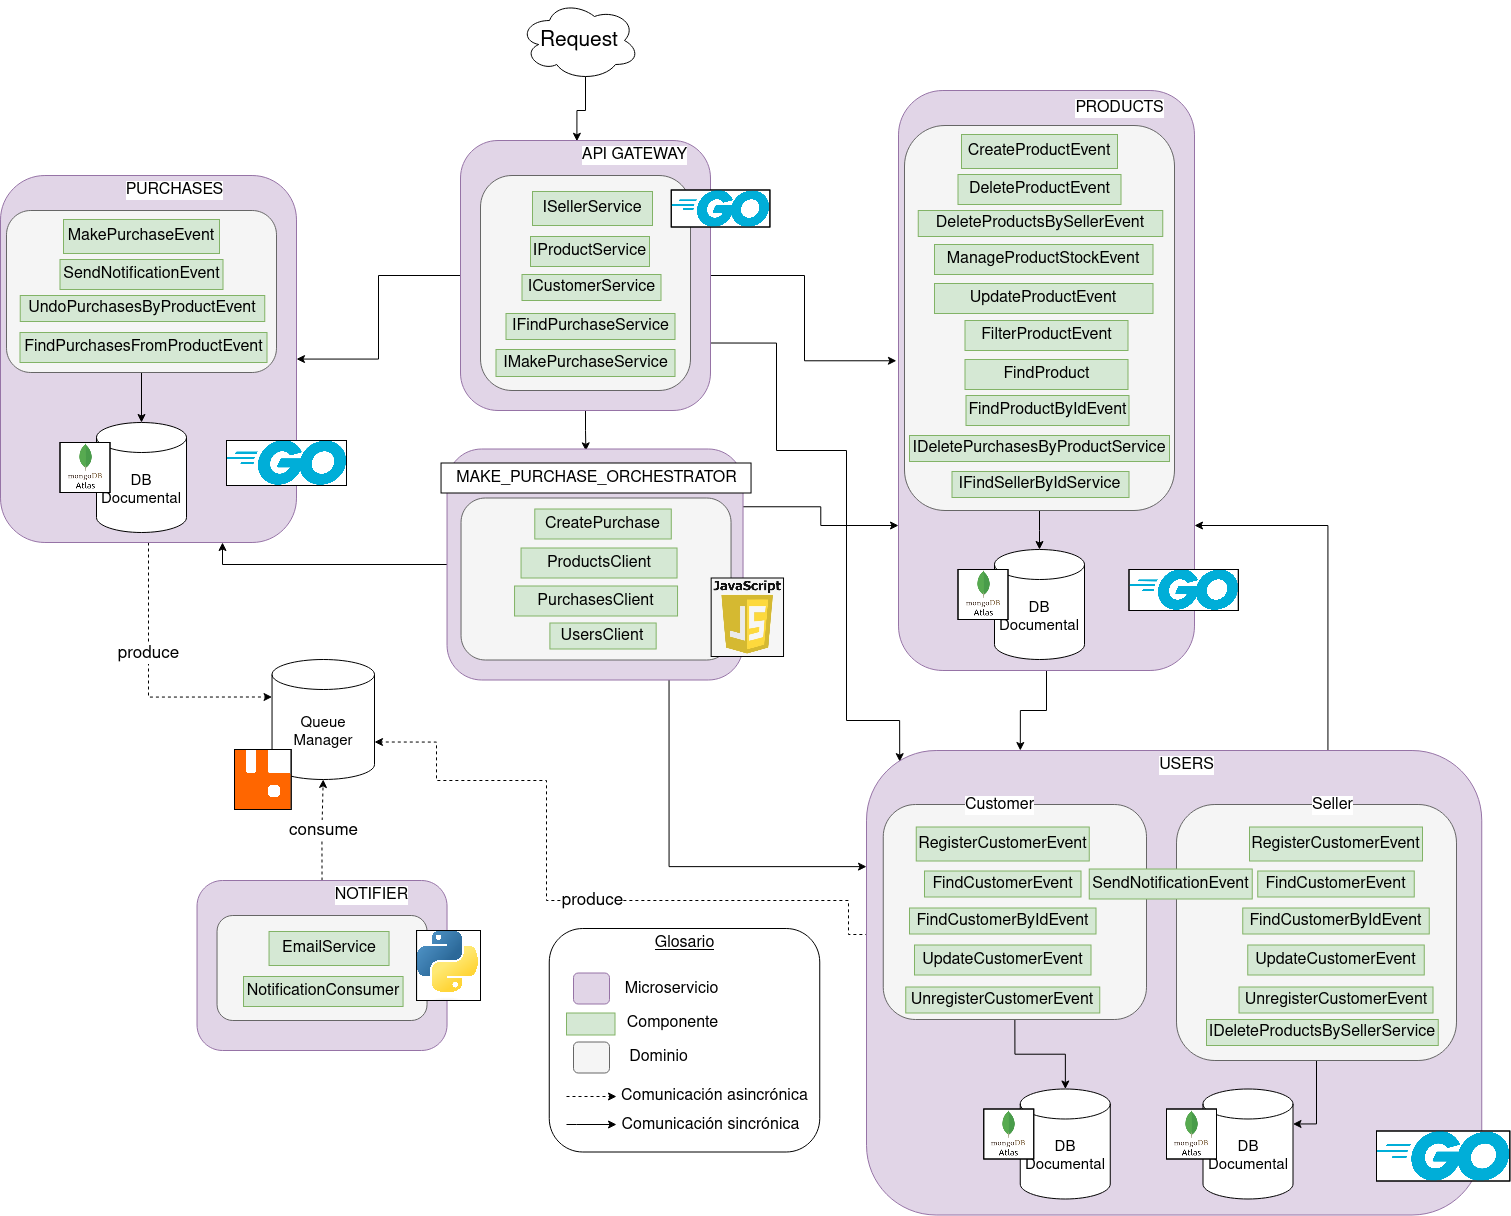 Request
API GATEWAY
ISellerService
IProductService
ICustomerService
IFindPurchaseService
IMakePurchaseService
GO
PURCHASES
MakePurchaseEvent
SendNotificationEvent
UndoPurchasesByProductEvent
FindPurchasesFromProductEvent
mongoDB
Atlas
DB
Documental
GO
PRODUCTS
CreateProductEvent
DeleteProductEvent
DeleteProductsBySellerEvent
ManageProductStockEvent
UpdateProductEvent
FilterProductEvent
FindProduct
FindProductByIdEvent
IDeletePurchasesByProductService
IFindSellerByIdService
mongoDB
Atlas
DB
Documental
GO
MAKE_PURCHASE_ORCHESTRATOR
CreatePurchase
ProductsClient
PurchasesClient
UsersClient
JavaScript
JS
produce
Queue
Manager
consume
produce
NOTIFIER
EmailService
NotificationConsumer
Glosario
Microservicio
Componente
Dominio
Comunicación asincrónica
Comunicación sincrónica
USERS
Customer
RegisterCustomerEvent
FindCustomerEvent
FindCustomerByIdEvent
UpdateCustomerEvent
UnregisterCustomerEvent
SendNotificationEvent
Seller
RegisterCustomerEvent
FindCustomerEvent
FindCustomerByIdEvent
UpdateCustomerEvent
UnregisterCustomerEvent
IDeleteProductsBySellerService
mongoDB
Atlas
DB
Documental
mongoDB
Atlas
DB
Documental
GO